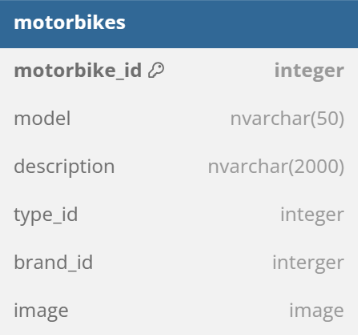 motorbikes
motorbike_id integer
model nvarchar(50)
description nvarchar(2000)
type_id integer
brand_id interger
image image